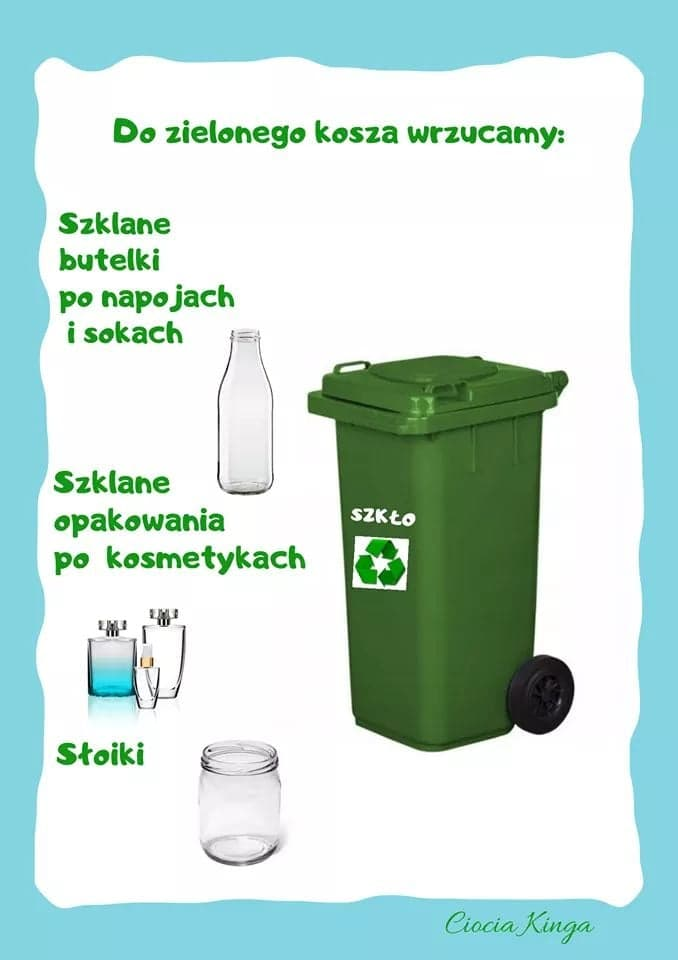 Do zielonego kosza wrzucamy:
Szklane
butelki
po napojach
i sokach
Szklane
opakowania
po kosmetykach
SZKŁO
Słoiki
Ciocia Kinga